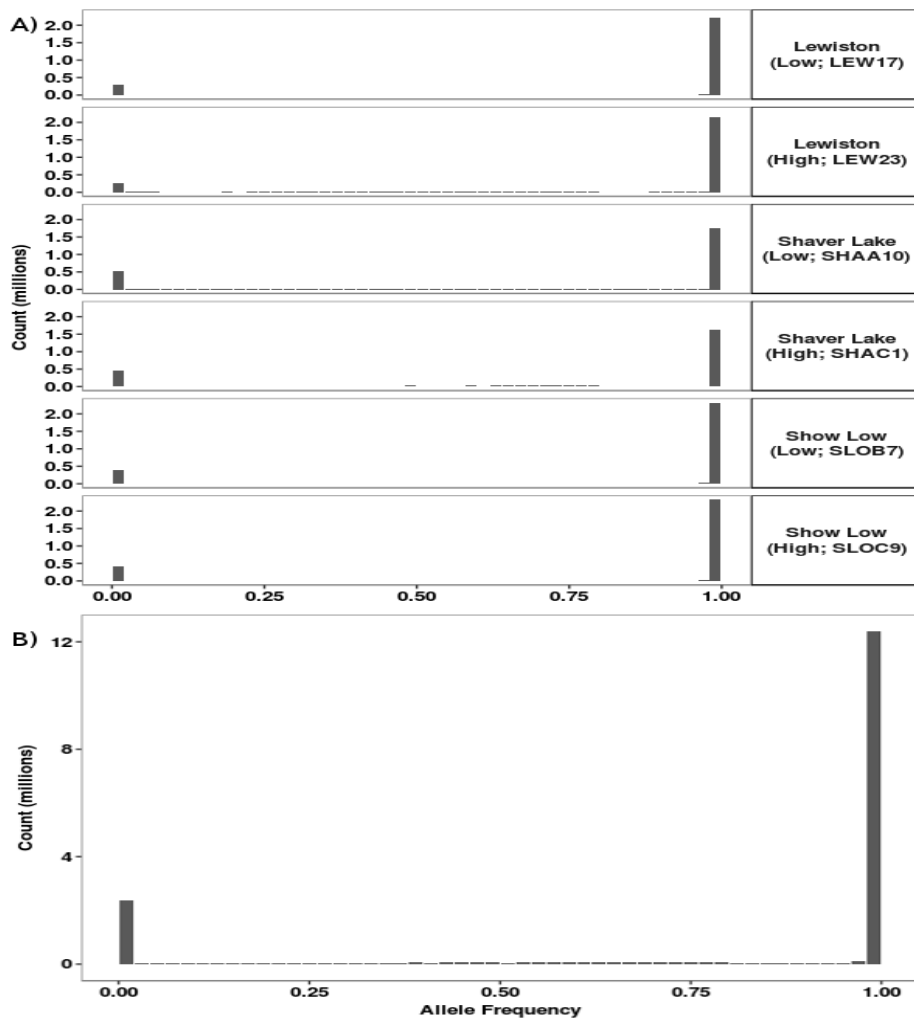 A)
2.0
1.5
1.0
0.5
0.0
Lewiston
(Low; LEW17)
2.0
1.5
1.0
0.5
0.0
Lewiston
(High; LEW23)
2.0
1.5
1.0
0.5
0.0
Shaver Lake
(Low; SHAA10)
2.0
1.5
1.0
0.5
0.0
Shaver Lake
(High; SHAC1)
2.0
1.5
1.0
0.5
0.0
Show Low
(Low; SLOB7)
2.0
1.5
1.0
0.5
0.0
Show Low
(High; SLOC9)
Count (millions)
0.00 0.25 0.50 0.75 1.00
B)
12
8
4
0
Count (millions)
0.00 0.25 0.50 0.75 1.00
Allele Frequency